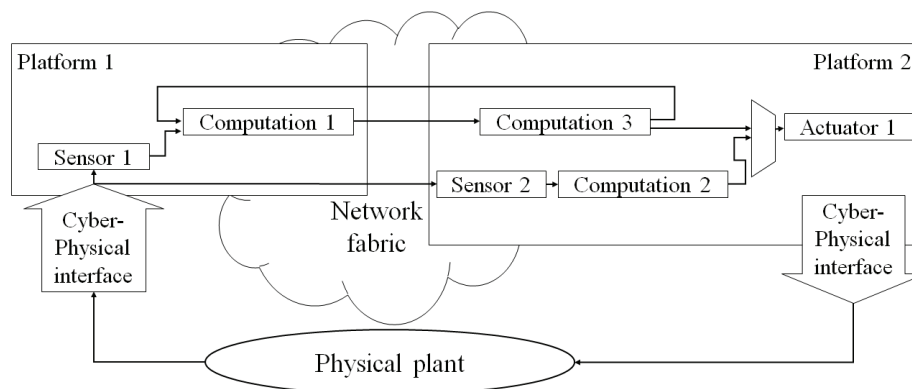 Platform 1
Platform 2
Computation 1
Computation 3
Actuator 1
Sensor 1
Sensor 2
Computation 2
Cyber-
Physical
interface
Network
fabric
Cyber-
Physical
interface
Physical plant